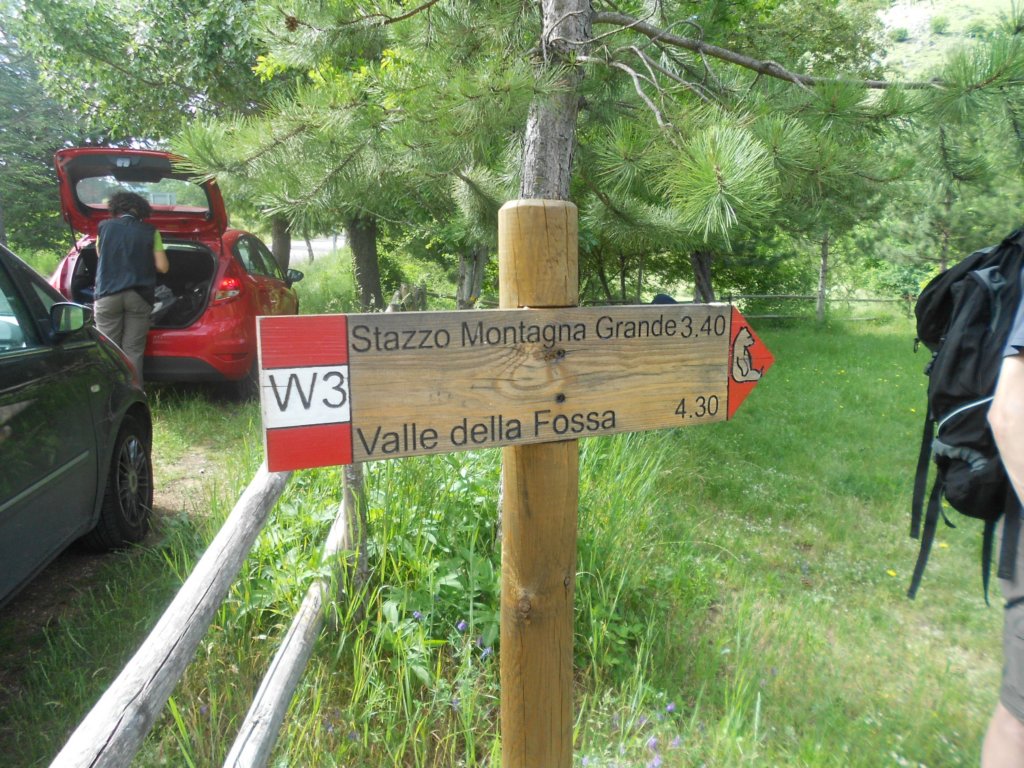 W3
Stazzo Montagna Grande 3.40
Valle della Fossa 4.30